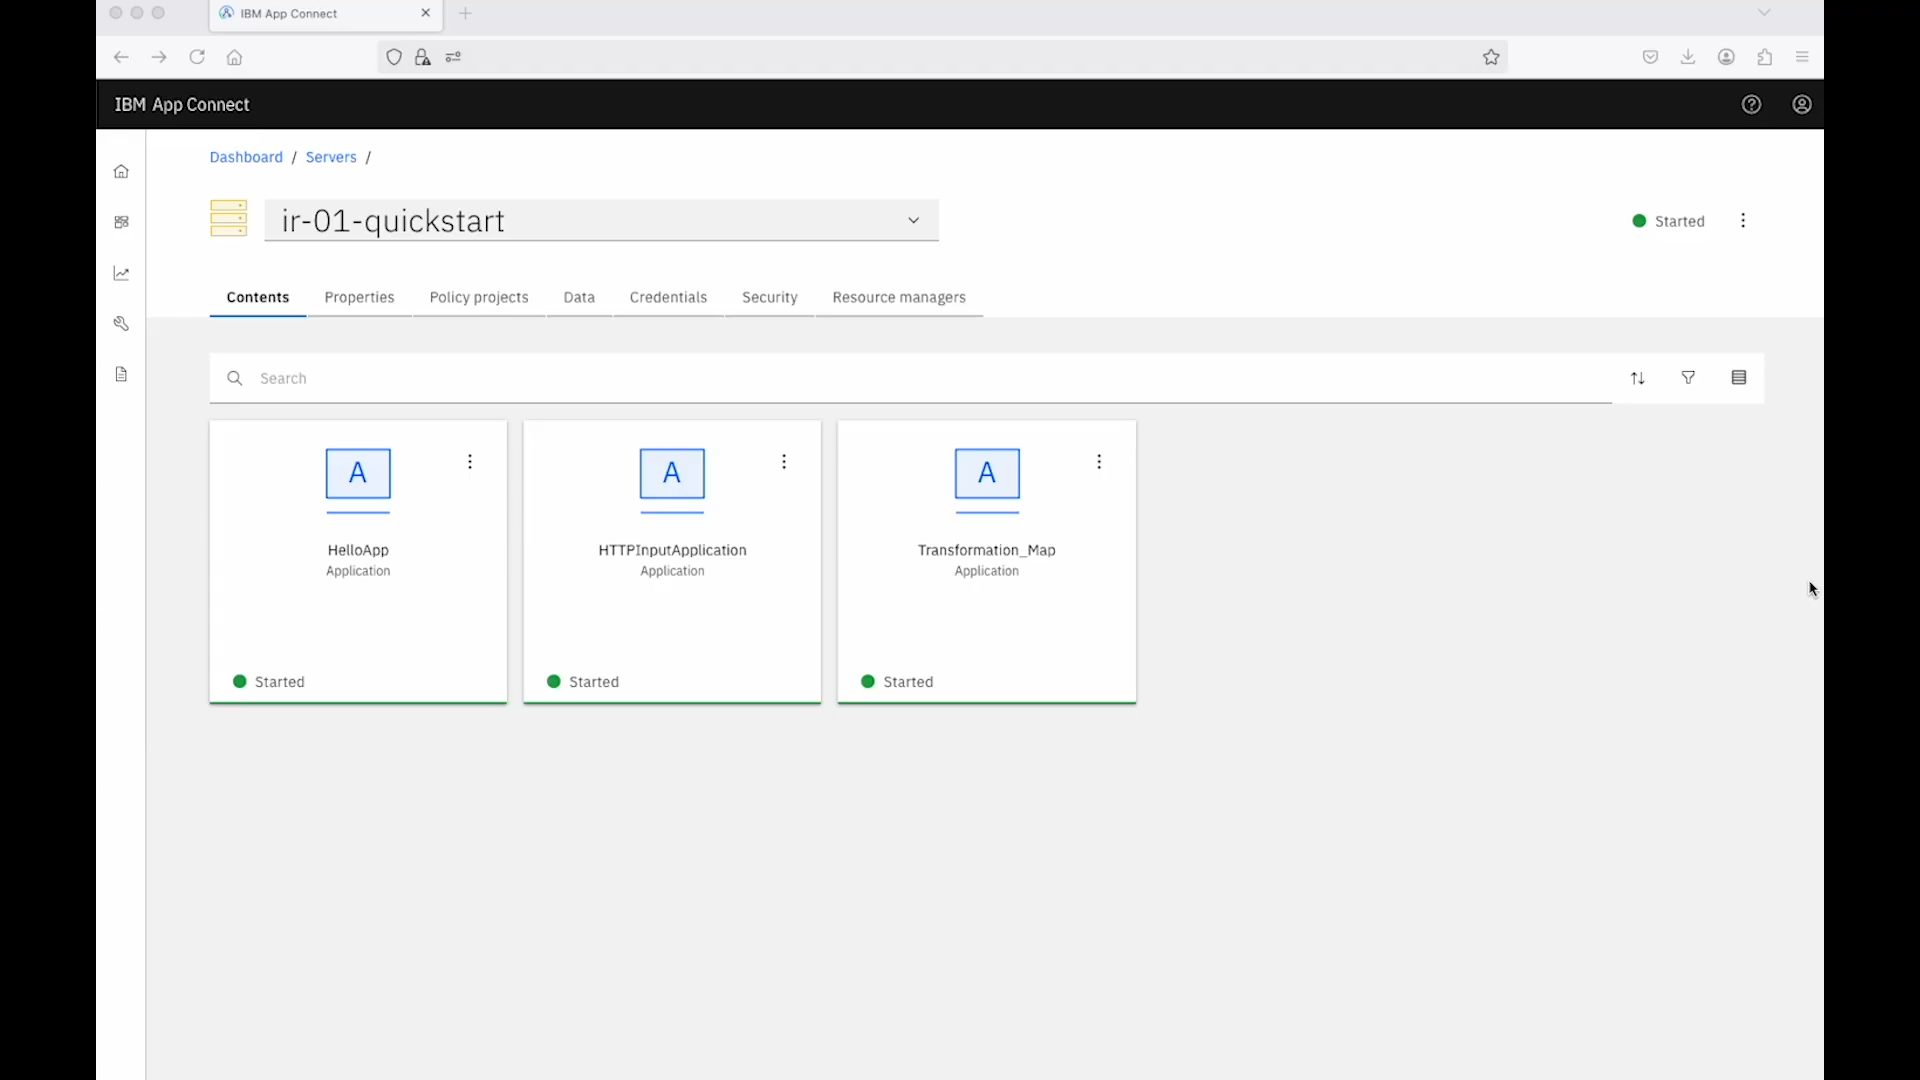 IBM App Connect
IBM App Connect
Dashboard / Servers /
ir-01-quickstart
Started
Contents Properties Policy projects Data Credentials Security Resource managers
Search
A A A
HelloApp HTTPInputApplication Transformation_Map
Application Application Application
Started Started Started